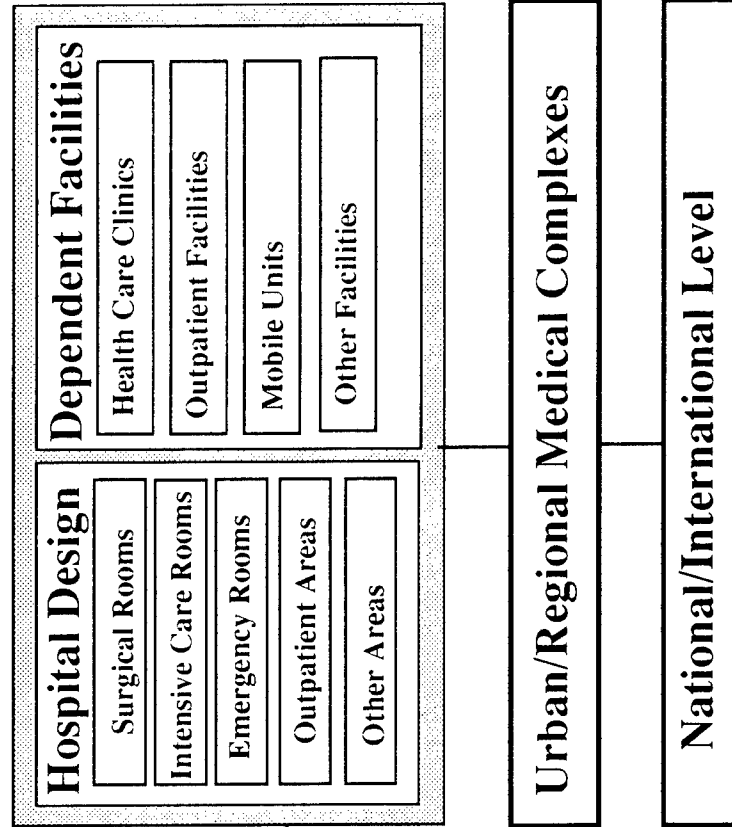 Hospital Design
Surgical Rooms
Intensive Care Rooms
Emergency Rooms
Outpatient Areas
Other Areas
Dependent Facilities
Health Care Clinics
Outpatient Facilities
Mobile Units
Other Facilities
Urban/Regional Medical Complexes
National/International Level